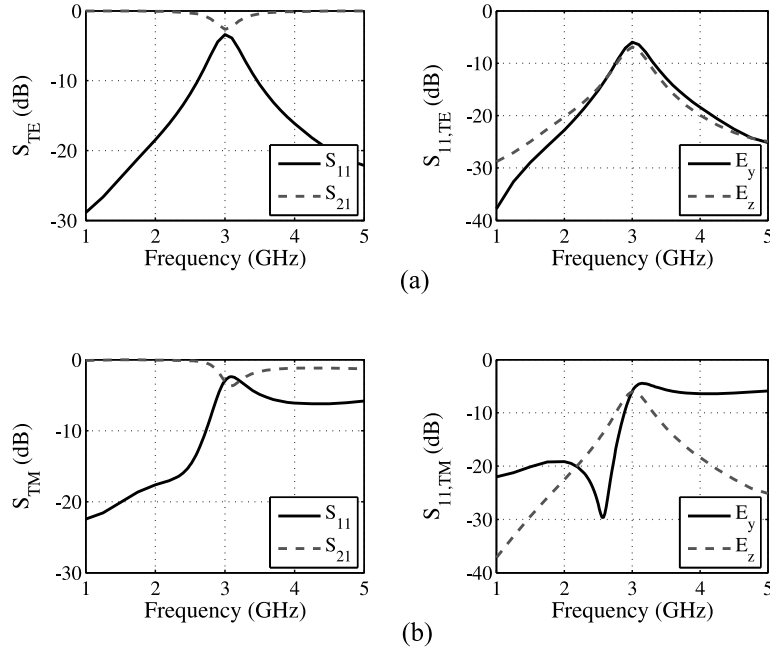 0
-10
-20
-30
S_TE (dB)
1 2 3 4 5
Frequency (GHz)
S_11
S_21
0
-10
-20
-30
-40
S_11,TE (dB)
1 2 3 4 5
Frequency (GHz)
E_y
E_z
(a)
0
-10
-20
-30
S_TM (dB)
1 2 3 4 5
Frequency (GHz)
S_11
S_21
0
-10
-20
-30
-40
S_11,TM (dB)
1 2 3 4 5
Frequency (GHz)
E_y
E_z
(b)